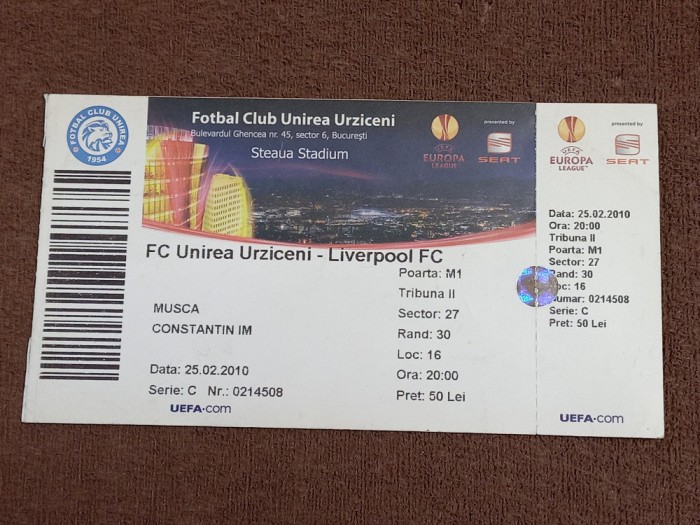 FOTBAL CLUB UNIREA
1954
Fotbal Club Unirea Urziceni
Bulevardul Ghencea nr. 45, sector 6, Bucureşti
Steaua Stadium
UEFA
EUROPA
LEAGUE™
presented by
SEAT
FC Unirea Urziceni - Liverpool FC
Poarta: M1
Tribuna II
MUSCA
Sector: 27
CONSTANTIN IM
Rand: 30
Loc: 16
Data: 25.02.2010
Ora: 20:00
Serie: C Nr.: 0214508
Pret: 50 Lei
UEFA.com
UEFA
EUROPA
LEAGUE™
presented by
SEAT
Data: 25.02.2010
Ora: 20:00
Tribuna II
Poarta: M1
Sector: 27
Rand: 30
Loc: 16
Numar: 0214508
Serie: C
Pret: 50 Lei
UEFA.com